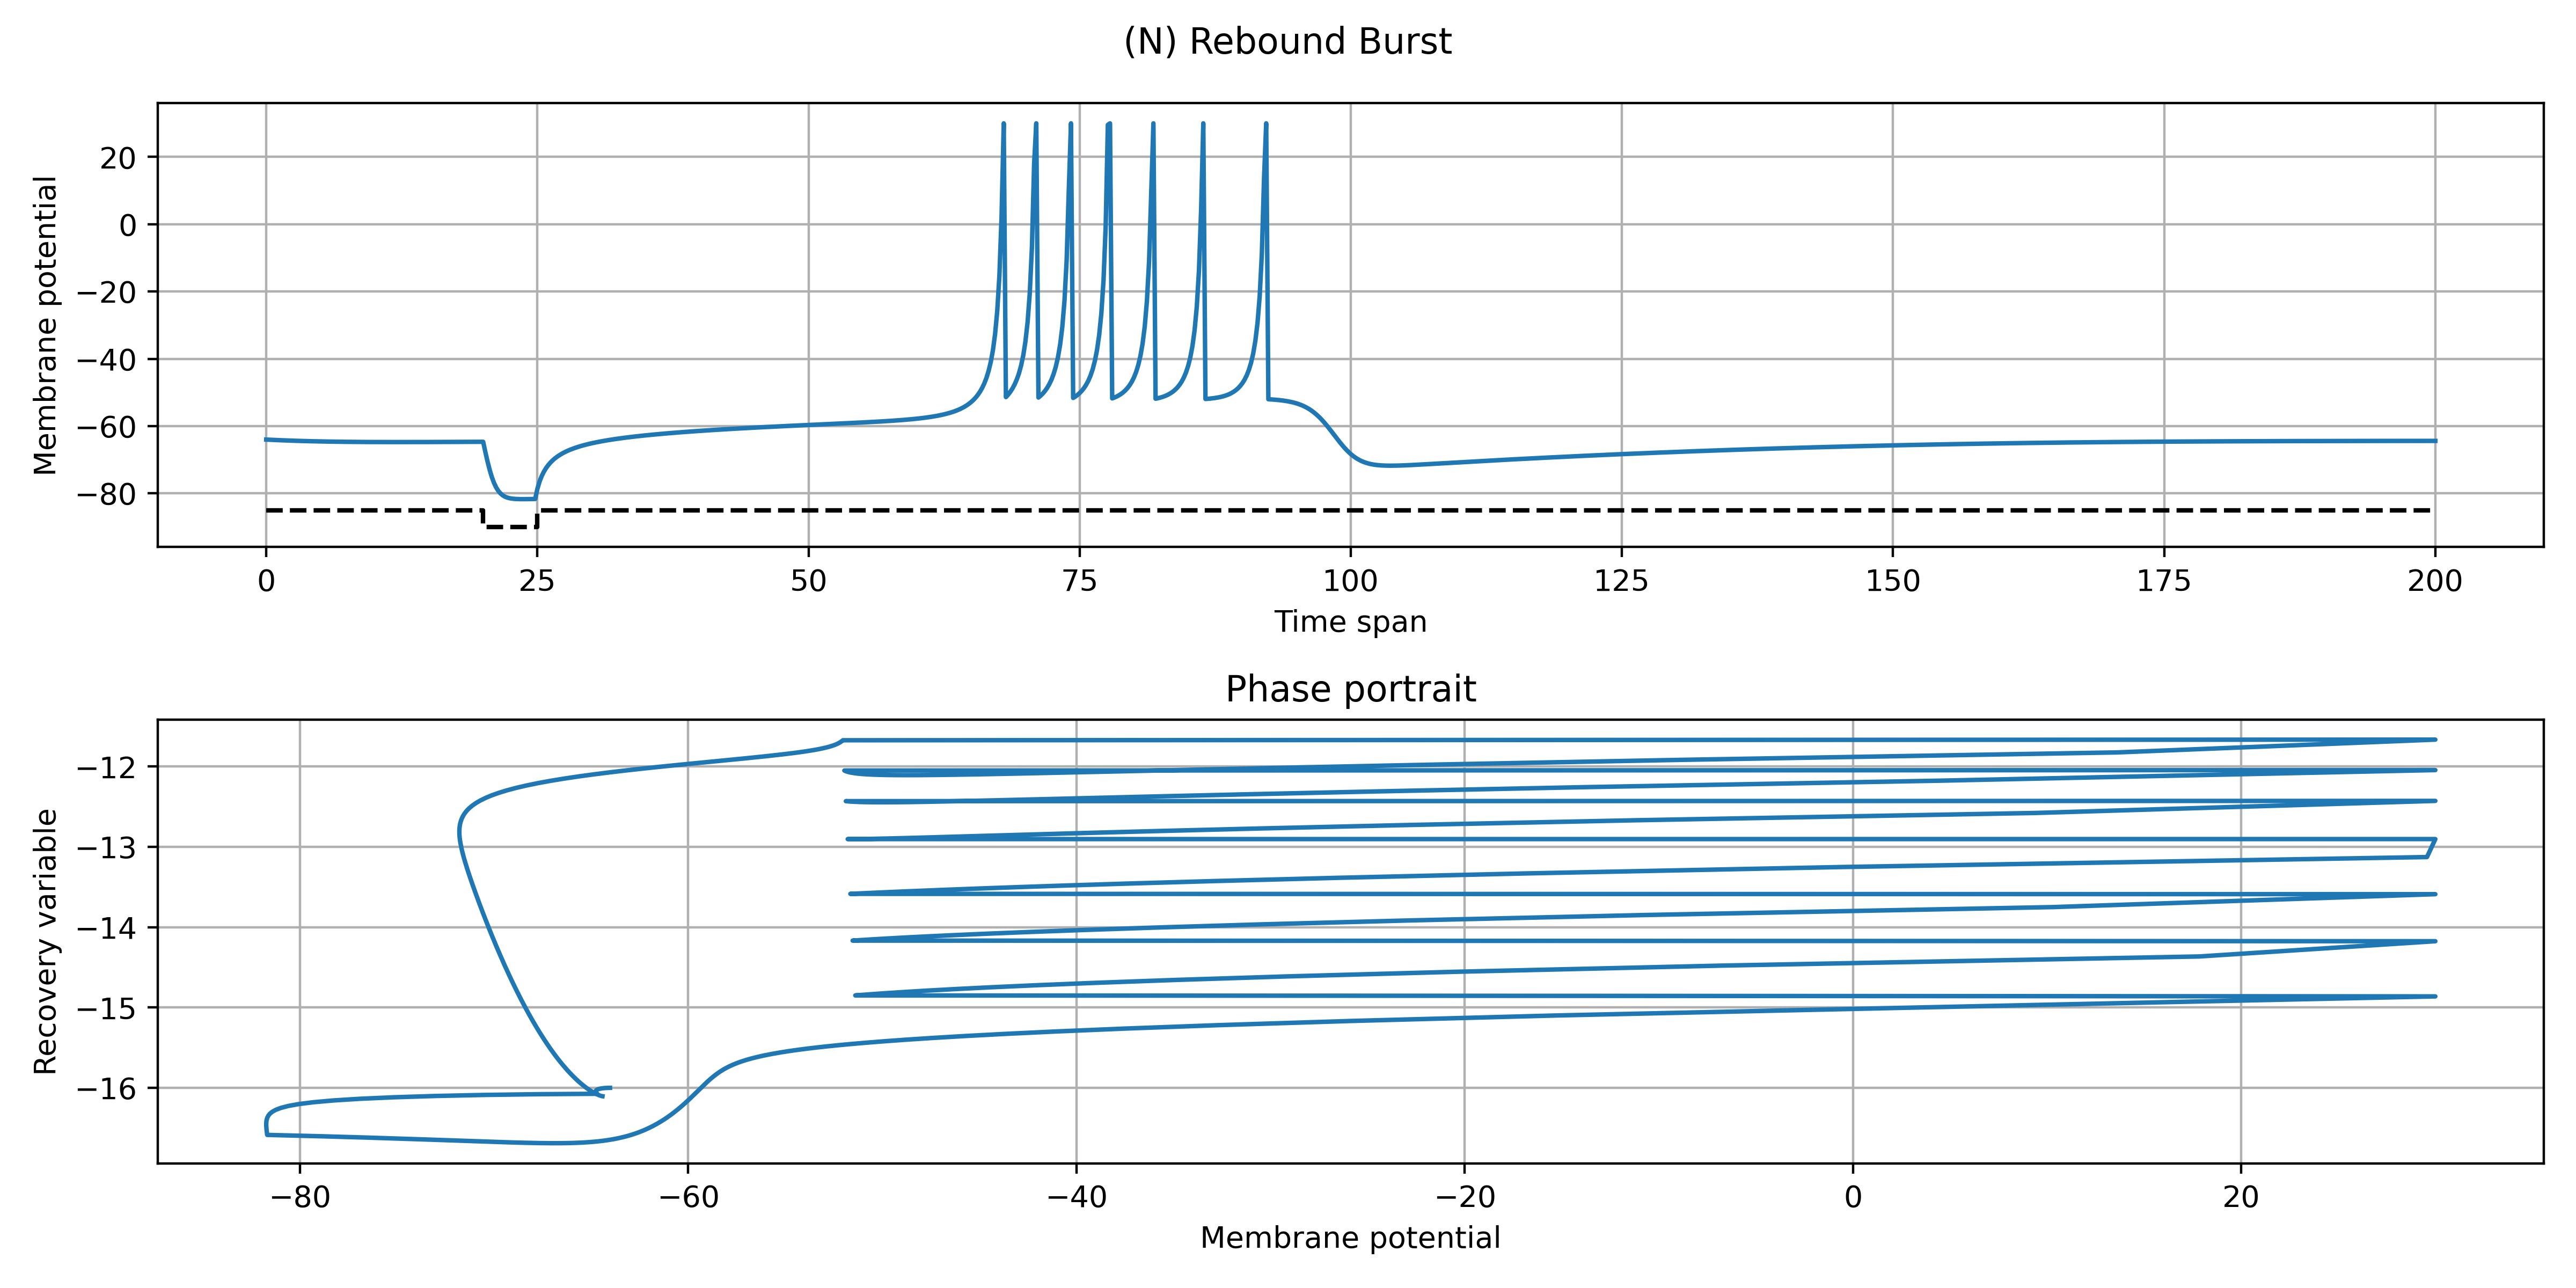 (N) Rebound Burst
Membrane potential
20
0
−20
−40
−60
−80
0 25 50 75 100 125 150 175 200
Time span
Phase portrait
Recovery variable
−12
−13
−14
−15
−16
−80 −60 −40 −20 0 20
Membrane potential